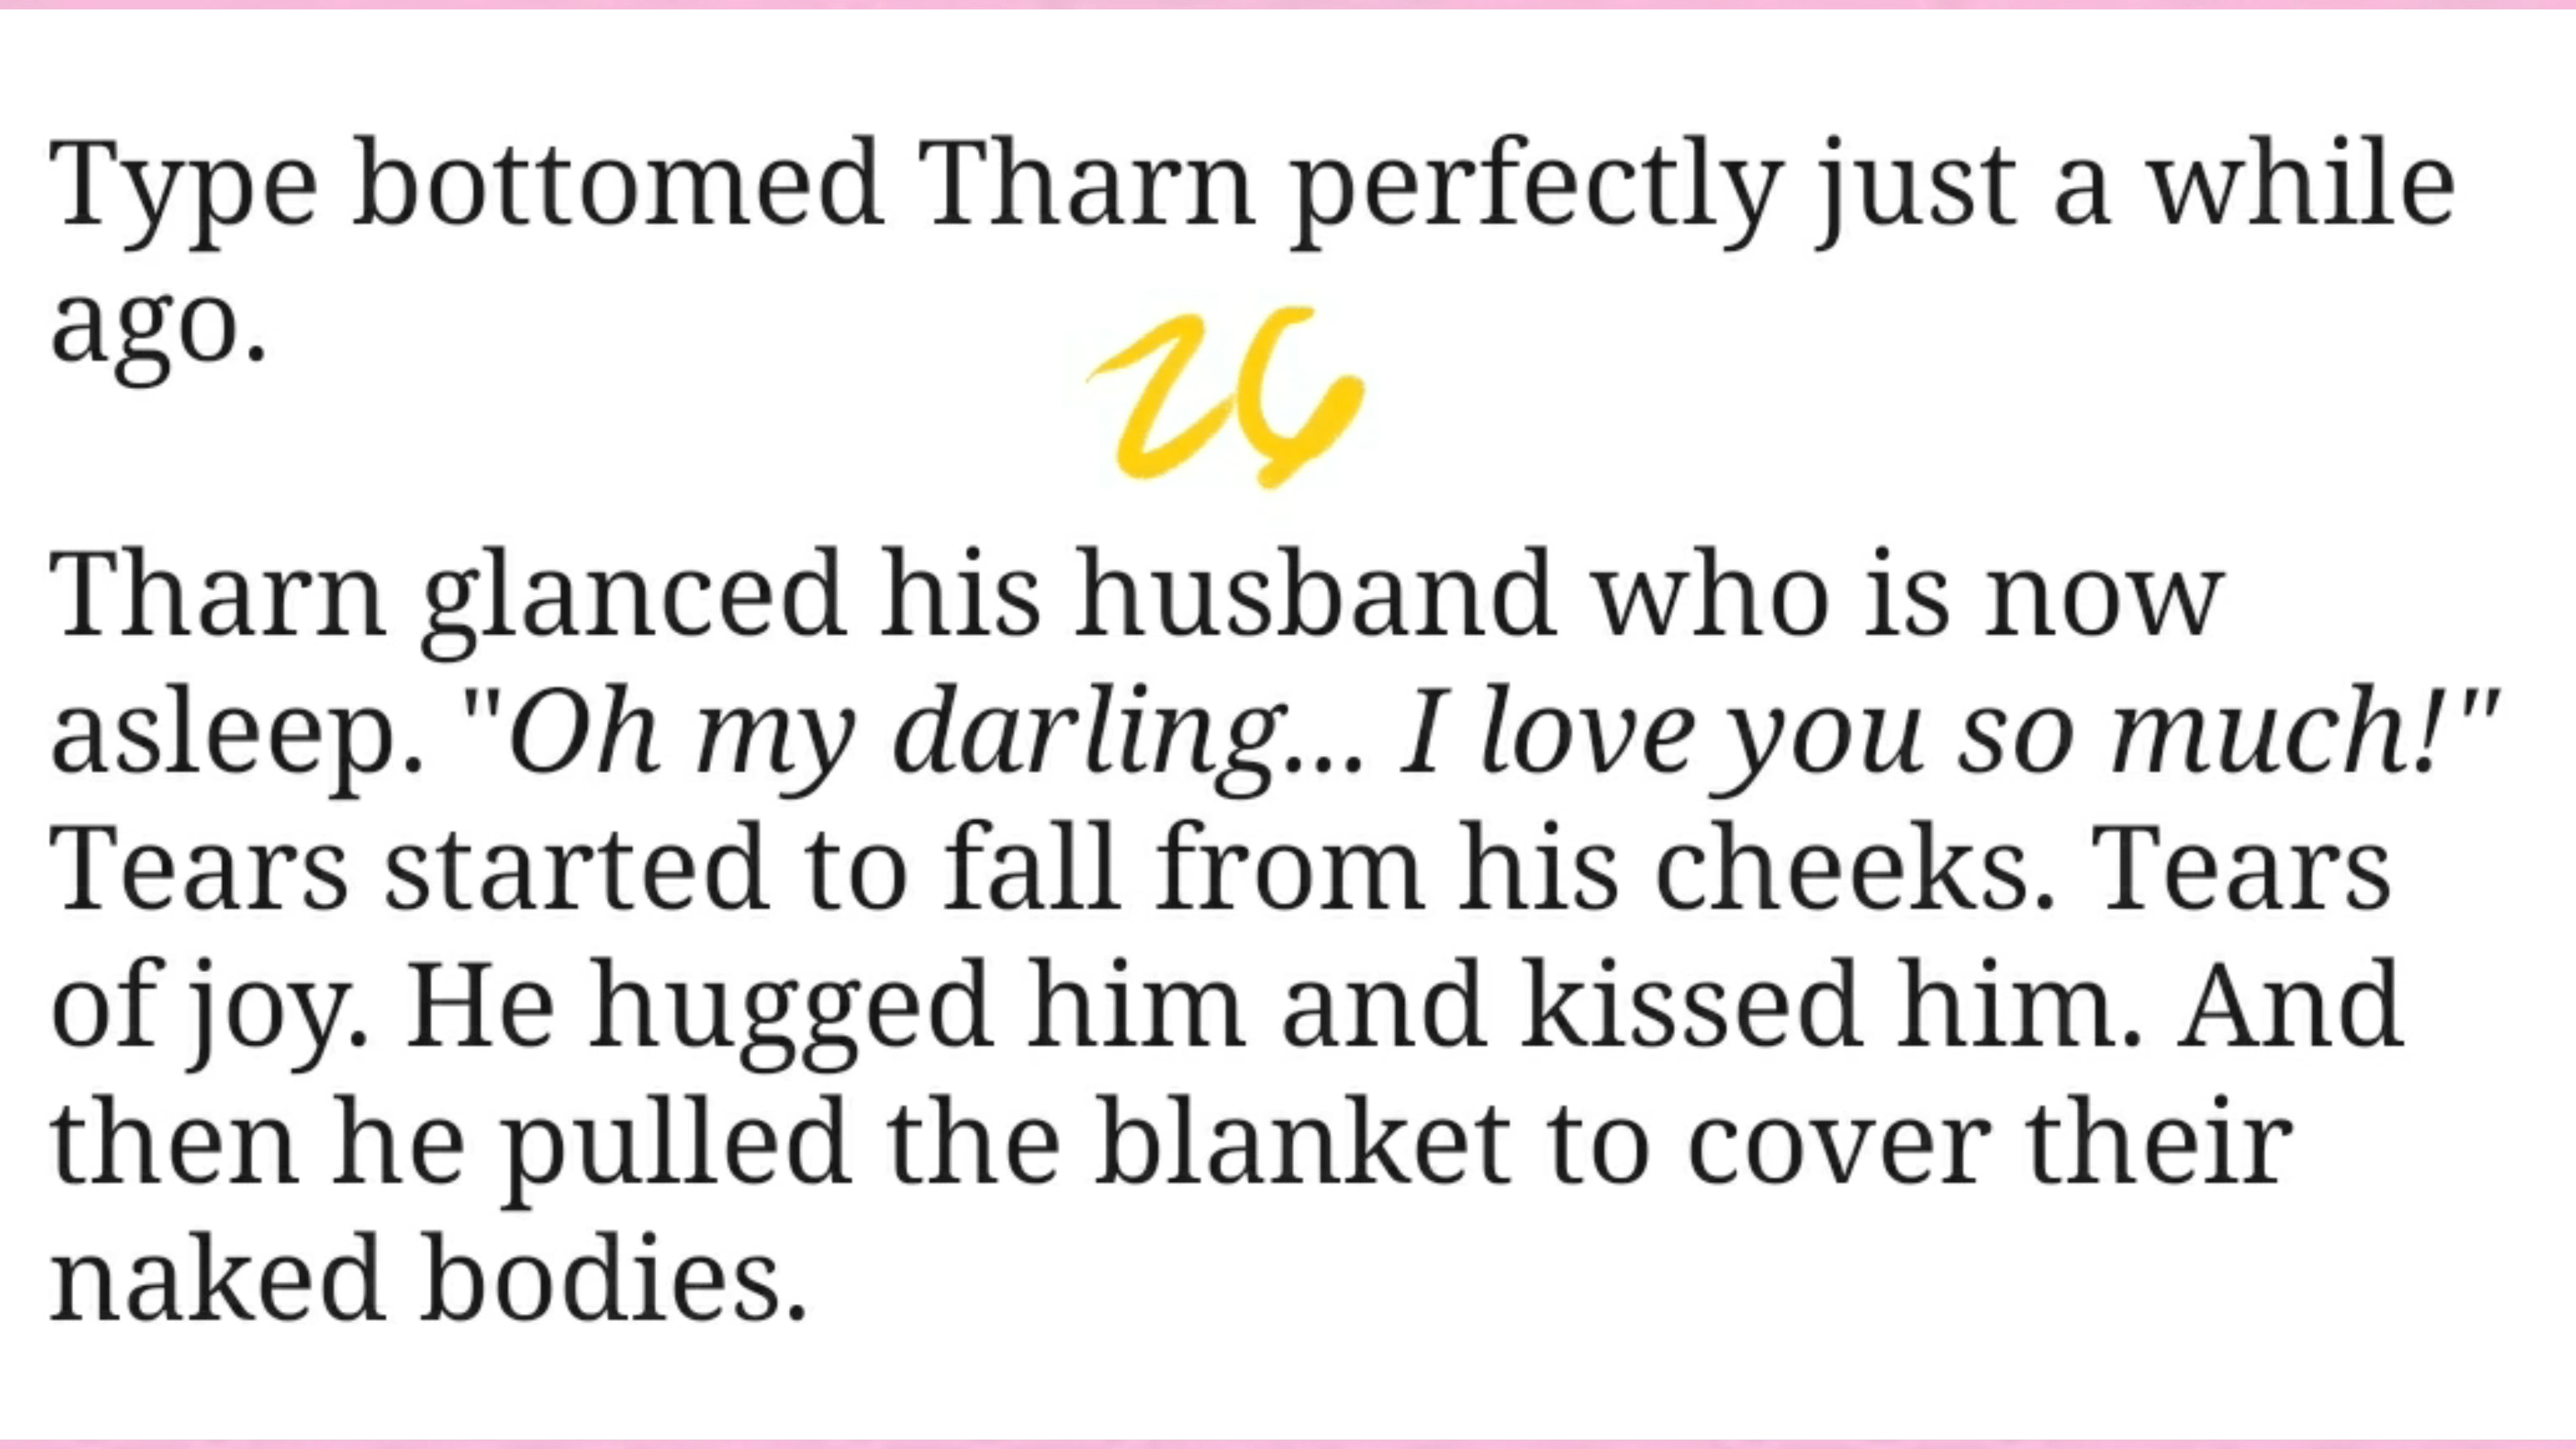 Type bottomed Tharn perfectly just a while
ago.
26
Tharn glanced his husband who is now
asleep. "Oh my darling... I love you so much!"
Tears started to fall from his cheeks. Tears
of joy. He hugged him and kissed him. And
then he pulled the blanket to cover their
naked bodies.